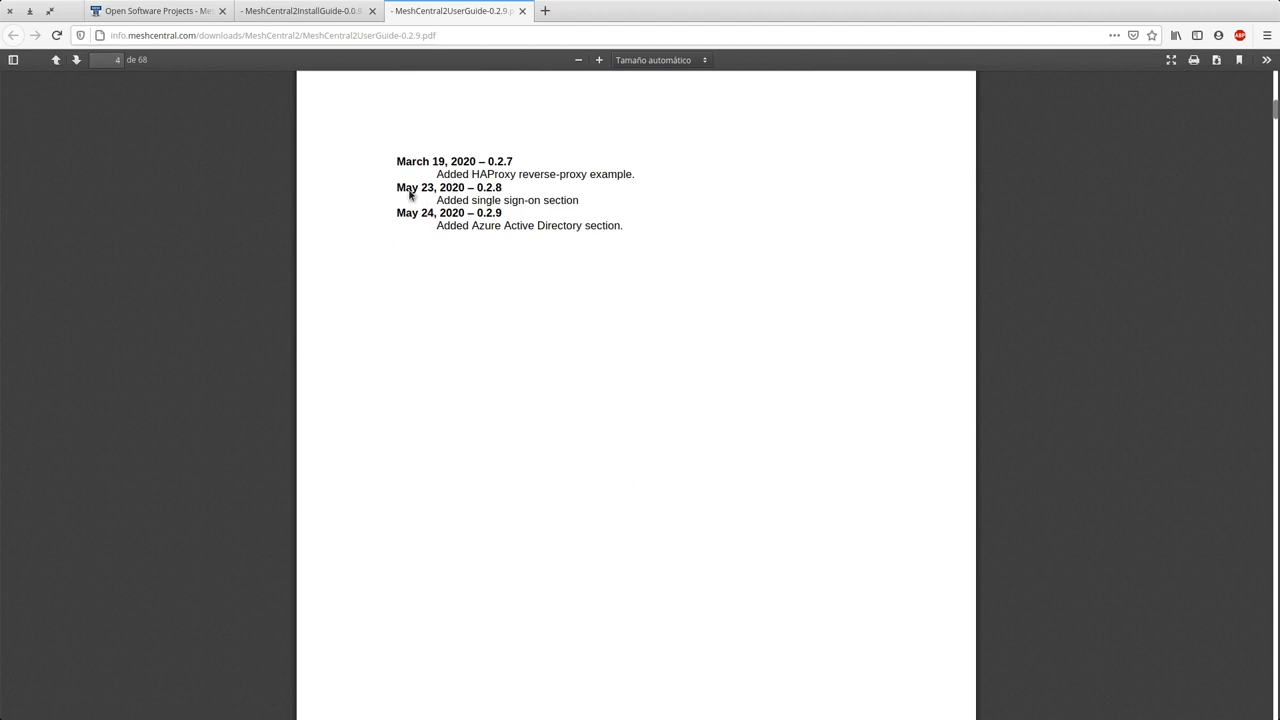 Open Software Projects - Me
- MeshCentral2InstallGuide-0.0.9
- MeshCentral2UserGuide-0.2.9.p
info.meshcentral.com/downloads/MeshCentral2/MeshCentral2UserGuide-0.2.9.pdf
ABP
4 de 68
Tamaño automático
March 19, 2020 – 0.2.7
Added HAProxy reverse-proxy example.
May 23, 2020 – 0.2.8
Added single sign-on section
May 24, 2020 – 0.2.9
Added Azure Active Directory section.